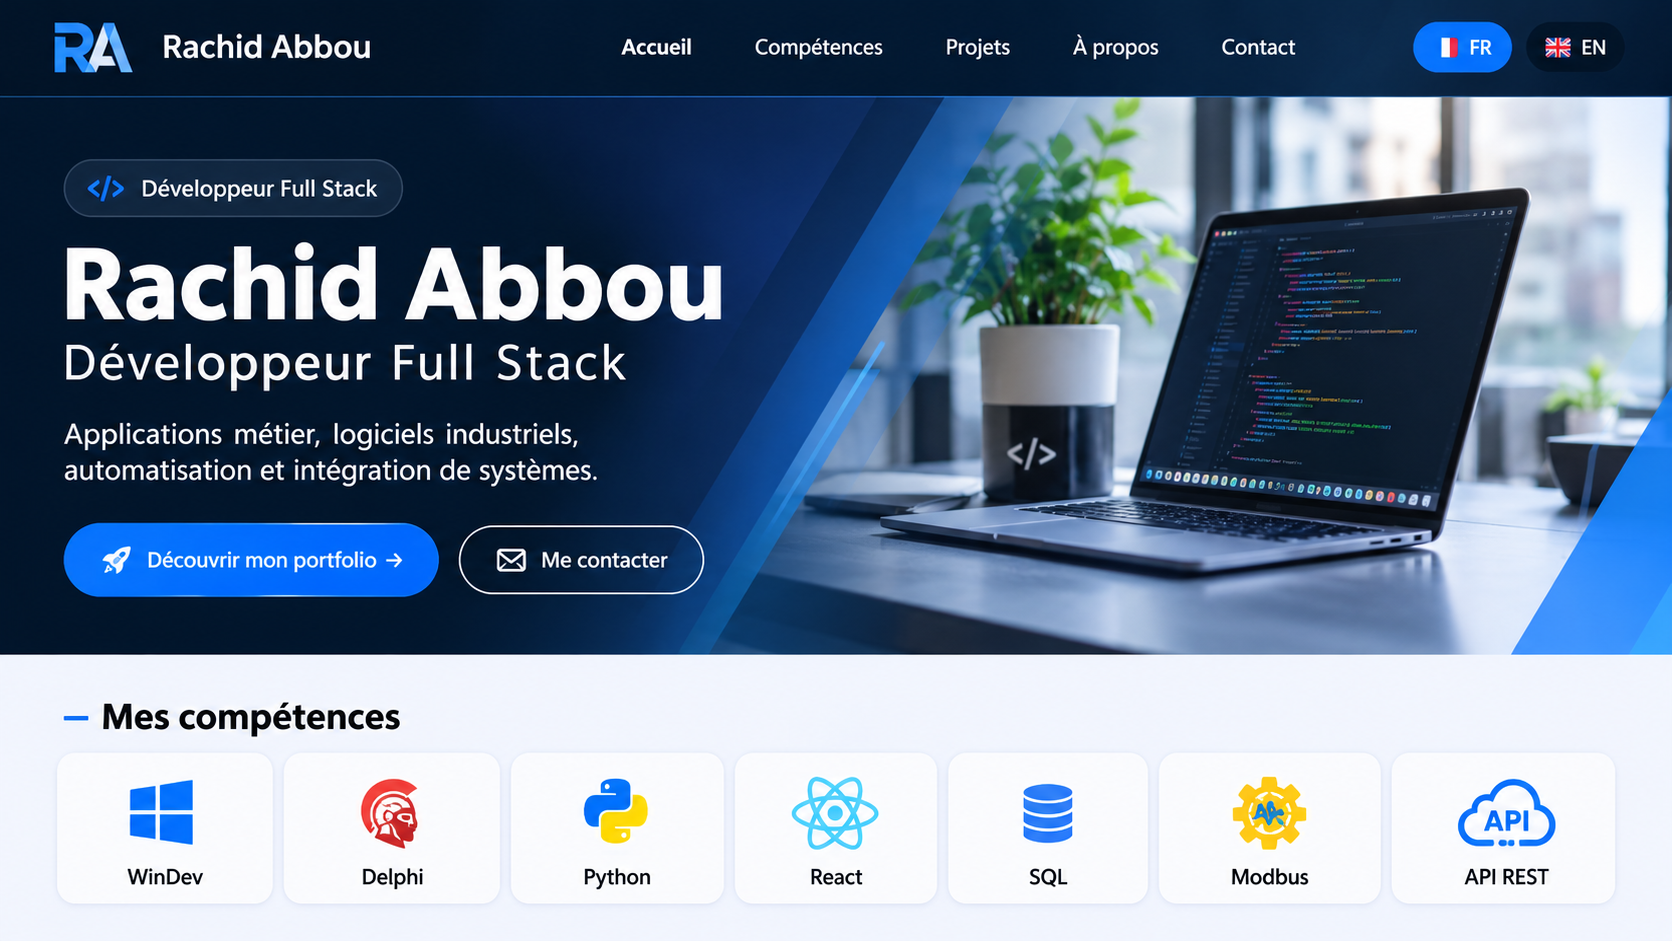 RA Rachid Abbou
Accueil Compétences Projets À propos Contact
FR EN
</> Développeur Full Stack
Rachid Abbou
Développeur Full Stack
Applications métier, logiciels industriels,
automatisation et intégration de systèmes.
Découvrir mon portfolio → Me contacter
</>
Mes compétences
WinDev Delphi Python React SQL Modbus API REST
API